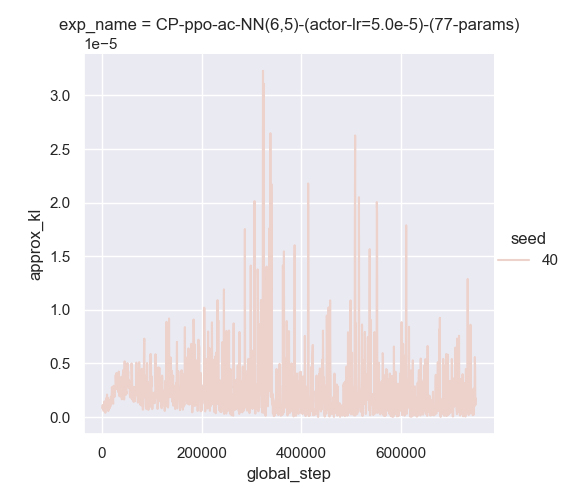 exp_name = CP-ppo-ac-NN(6,5)-(actor-lr=5.0e-5)-(77-params)
1e−5
3.0
2.5
2.0
1.5
1.0
0.5
0.0
approx_kl
0
200000
400000
600000
global_step
seed
40